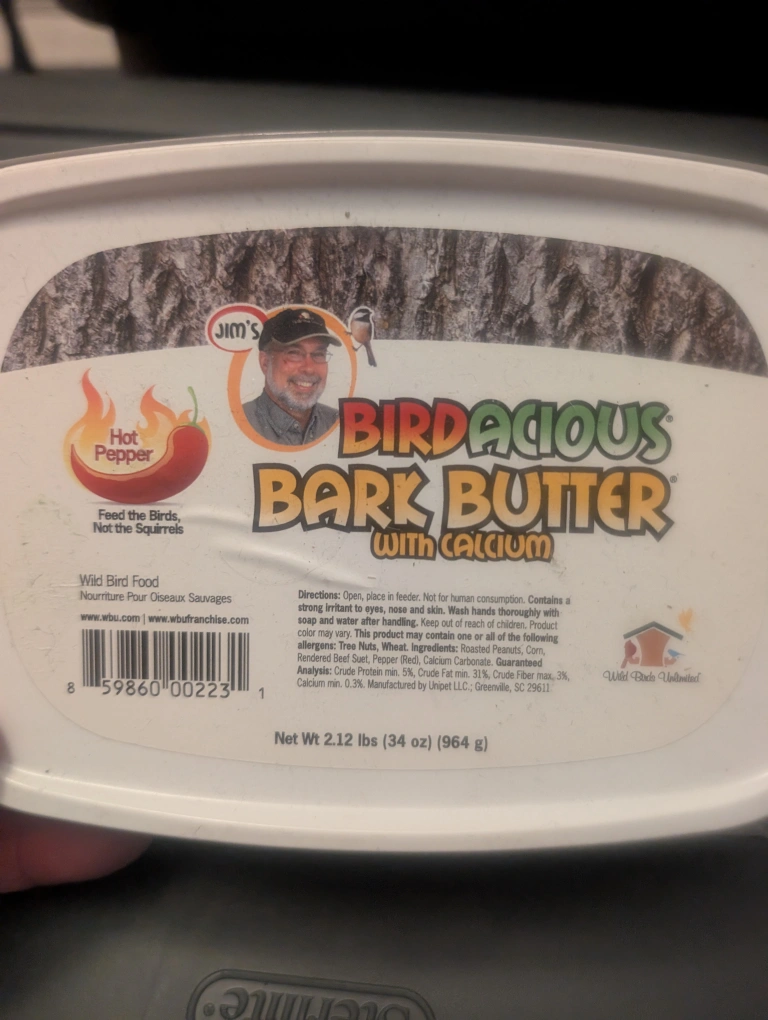 JIM'S
BIRDACIOUS®
BARK BUTTER®
WITH CALCIUM
Hot
Pepper
Feed the Birds,
Not the Squirrels
Wild Bird Food
Nourriture Pour Oiseaux Sauvages
www.wbu.com | www.wbufranchise.com
8 59860 00223 1
Directions: Open, place in feeder. Not for human consumption. Contains a
strong irritant to eyes, nose and skin. Wash hands thoroughly with
soap and water after handling. Keep out of reach of children. Product
color may vary. This product may contain one or all of the following
allergens: Tree Nuts, Wheat. Ingredients: Roasted Peanuts, Corn,
Rendered Beef Suet, Pepper (Red), Calcium Carbonate. Guaranteed
Analysis: Crude Protein min. 5%, Crude Fat min. 31%, Crude Fiber max. 3%,
Calcium min. 0.3%. Manufactured by Unipet LLC.; Greenville, SC 29611
Wild Birds Unlimited
Net Wt 2.12 lbs (34 oz) (964 g)
Sterilite®